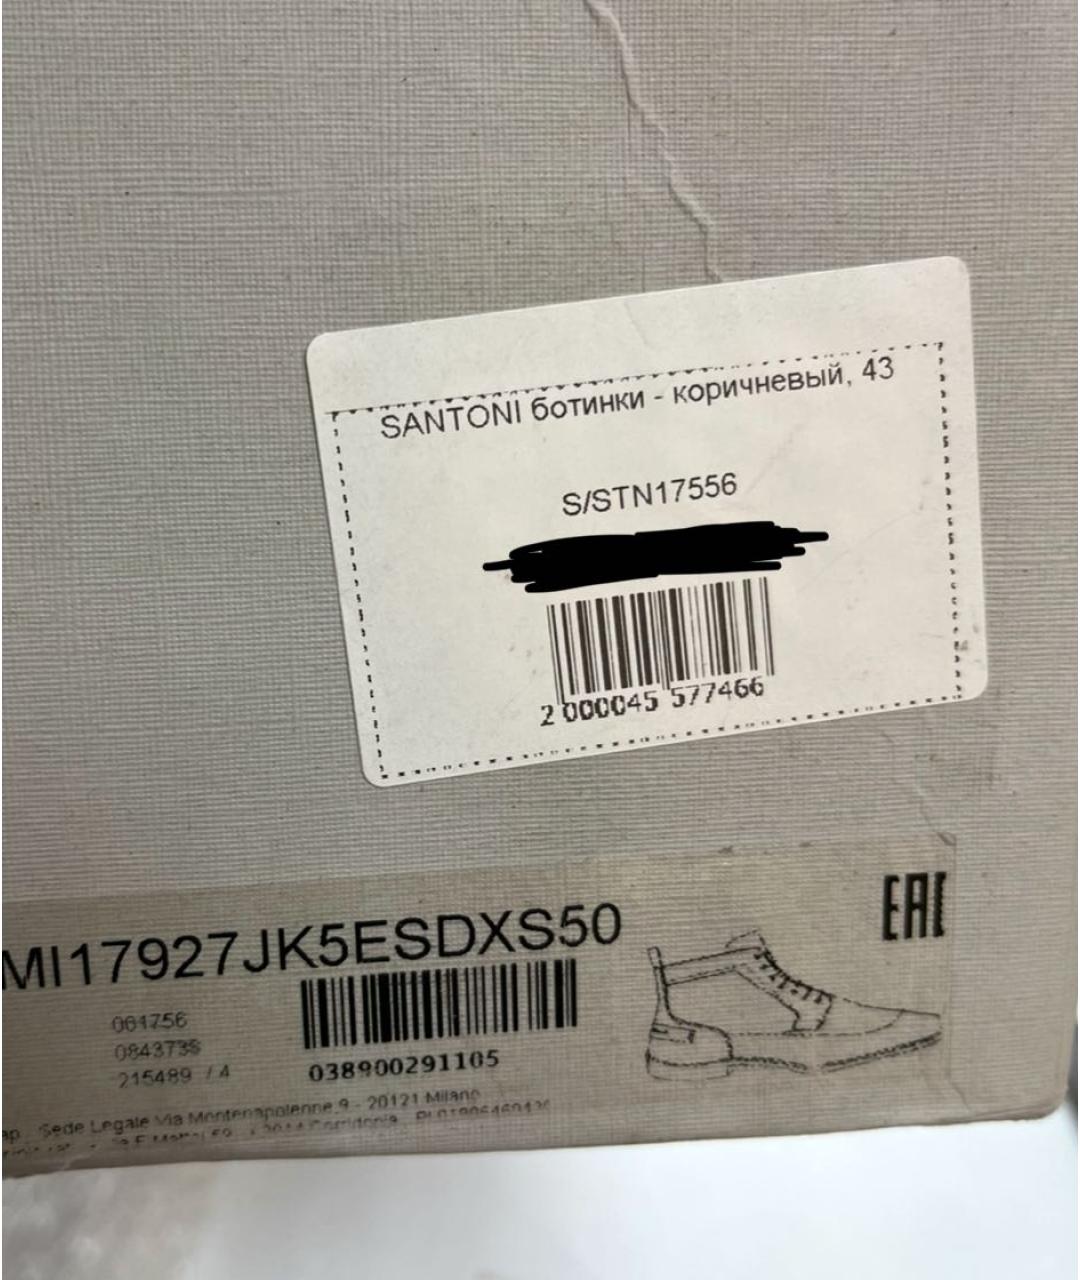 SANTONI ботинки - коричневый, 43
S/STN17556
2 000045 577466
EAC
MI17927JK5ESDXS50
061756
084373
215489 / 4
038900291105
Sede Legale Via Montenapoleone 9 - 20121 Milano